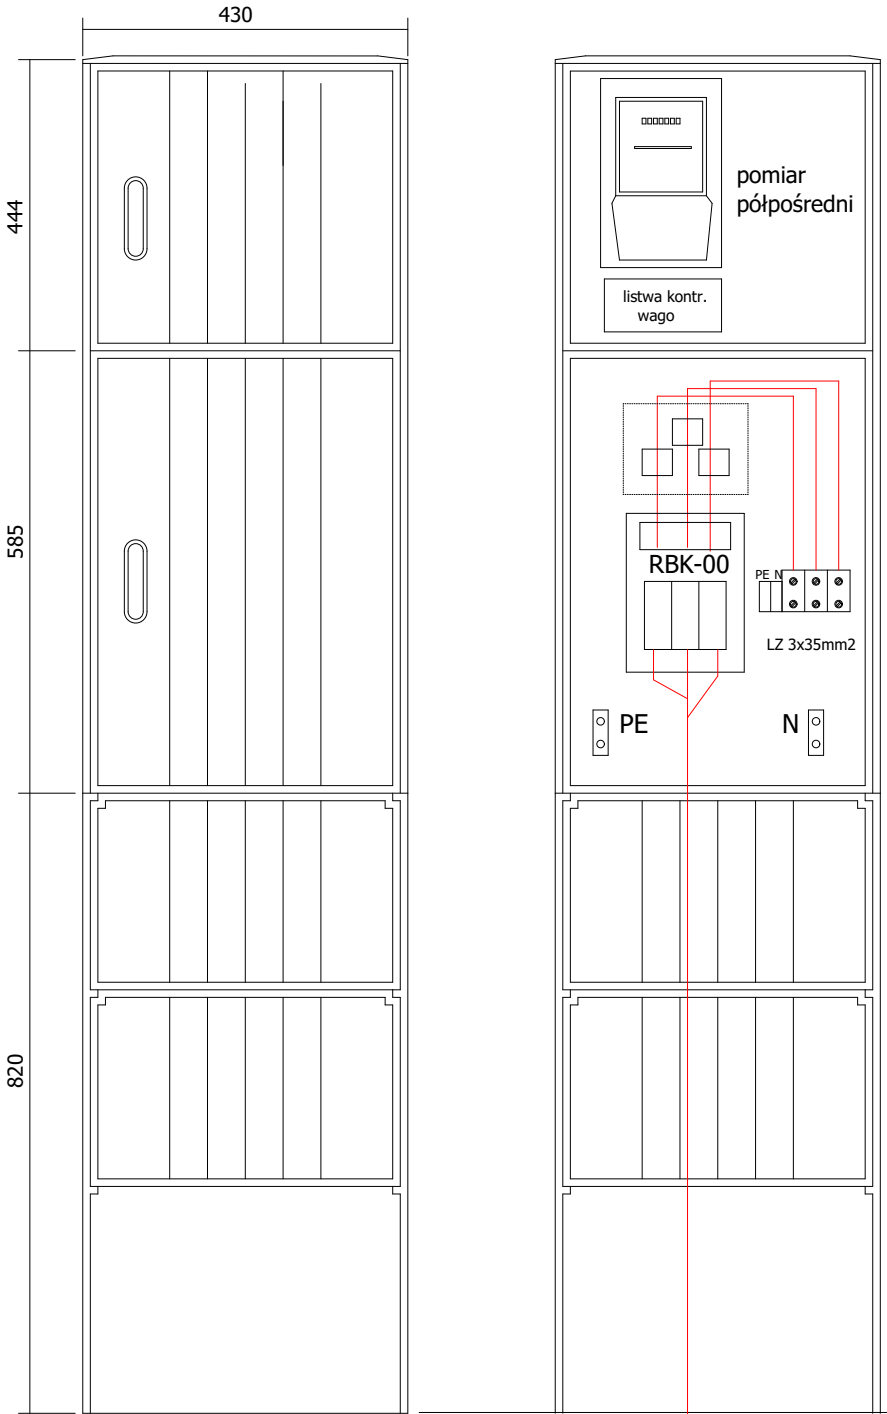 430
444
pomiar
półpośredni
listwa kontr.
wago
585
RBK-00
PE N
LZ 3x35mm2
PE
N
820